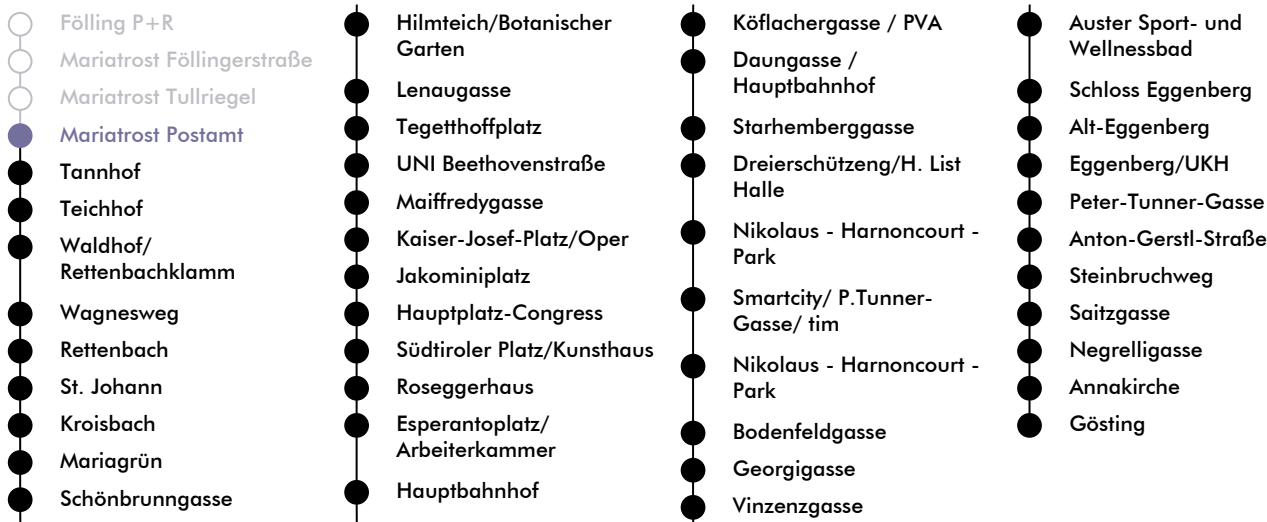 Fölling P+R
Mariatrost Föllingerstraße
Mariatrost Tullriegel
Mariatrost Postamt
Tannhof
Teichhof
Waldhof/
Rettenbachklamm
Wagnesweg
Rettenbach
St. Johann
Kroisbach
Mariagrün
Schönbrunngasse
Hilmteich/Botanischer
Garten
Lenaugasse
Tegetthoffplatz
UNI Beethovenstraße
Maiffredygasse
Kaiser-Josef-Platz/Oper
Jakominiplatz
Hauptplatz-Congress
Südtiroler Platz/Kunsthaus
Roseggerhaus
Esperantoplatz/
Arbeiterkammer
Hauptbahnhof
Köflachergasse / PVA
Daungasse /
Hauptbahnhof
Starhemberggasse
Dreierschützeng/H. List
Halle
Nikolaus - Harnoncourt -
Park
Smartcity/ P.Tunner-
Gasse/ tim
Nikolaus - Harnoncourt -
Park
Bodenfeldgasse
Georgigasse
Vinzenzgasse
Auster Sport- und
Wellnessbad
Schloss Eggenberg
Alt-Eggenberg
Eggenberg/UKH
Peter-Tunner-Gasse
Anton-Gerstl-Straße
Steinbruchweg
Saitzgasse
Negrelligasse
Annakirche
Gösting